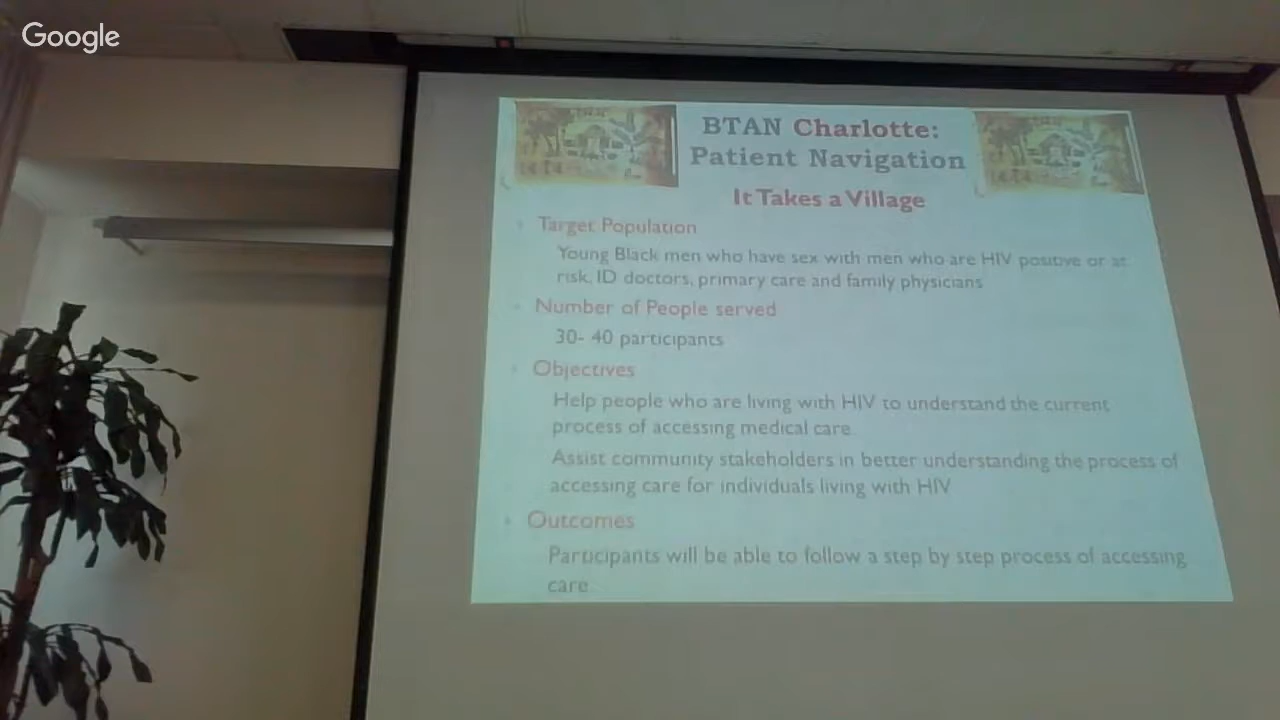 Google
BTAN Charlotte:
Patient Navigation
It Takes a Village
Target Population
Young Black men who have sex with men who are HIV positive or at
risk, ID doctors, primary care and family physicians
Number of People served
30- 40 participants
Objectives
Help people who are living with HIV to understand the current
process of accessing medical care.
Assist community stakeholders in better understanding the process of
accessing care for individuals living with HIV
Outcomes
Participants will be able to follow a step by step process of accessing
care.